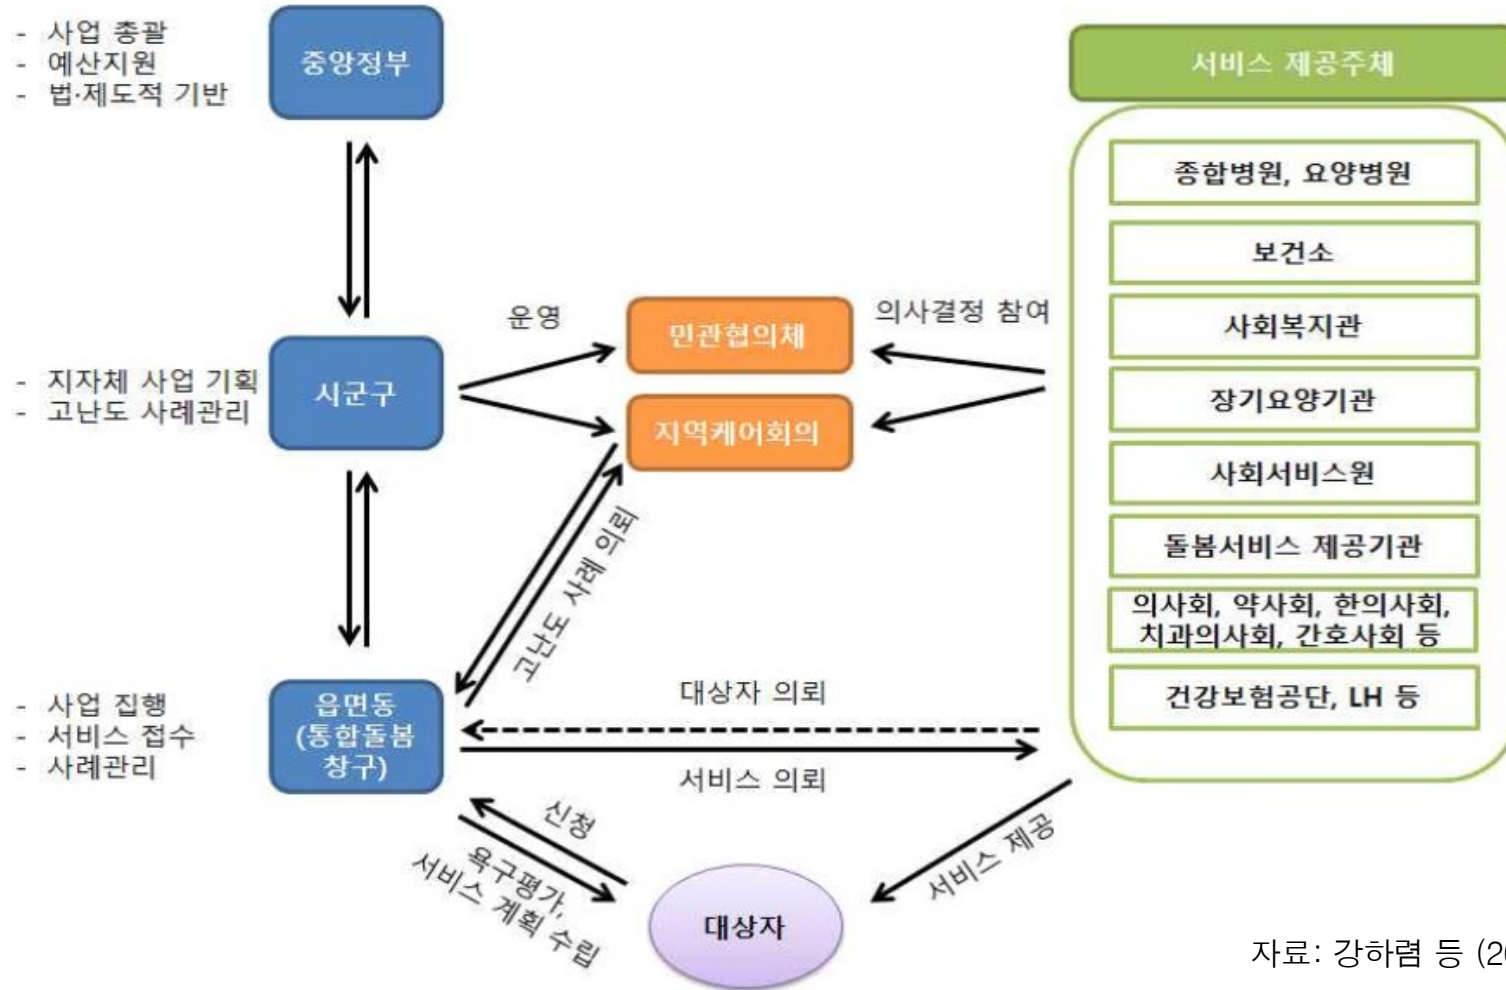 - 사업 총괄
- 예산지원
- 법·제도적 기반
중앙정부
서비스 제공주체
종합병원, 요양병원
보건소
사회복지관
장기요양기관
사회서비스원
돌봄서비스 제공기관
의사회, 약사회, 한의사회,
치과의사회, 간호사회 등
건강보험공단, LH 등
운영
민관협의체
의사결정 참여
- 지자체 사업 기획
- 고난도 사례관리
시군구
지역케어회의
고난도 사례 의뢰
- 사업 집행
- 서비스 접수
- 사례관리
읍면동
(통합돌봄
창구)
대상자 의뢰
서비스 의뢰
신청
욕구평가,
서비스 계획 수립
서비스 제공
대상자
자료: 강하렴 등